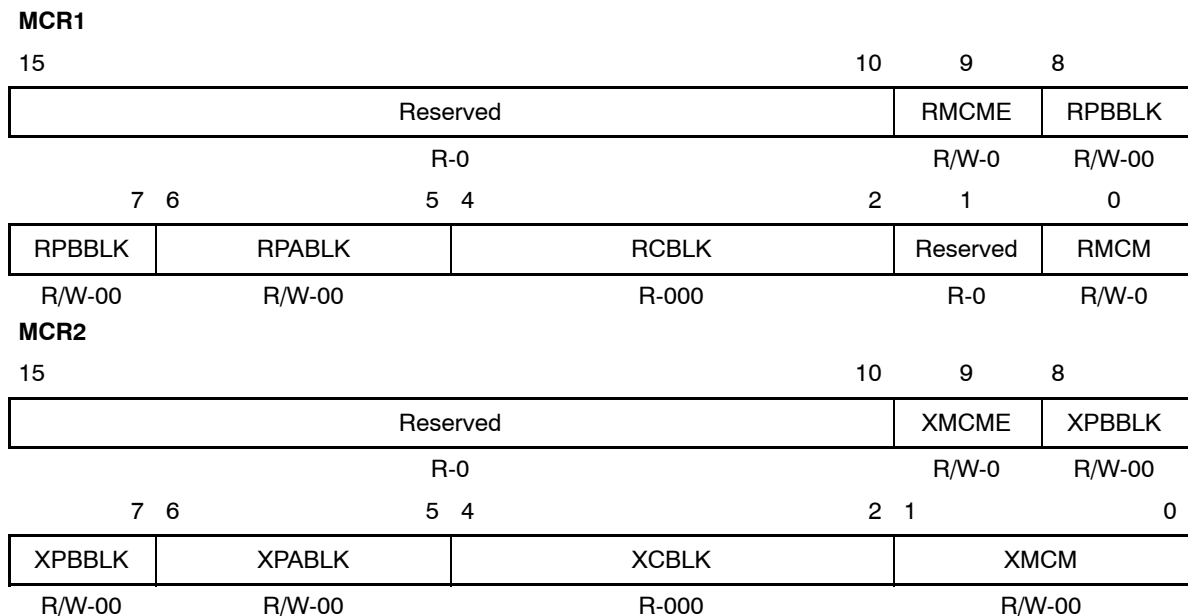 MCR1
15 10 9 8
Reserved RMCME RPBBLK
R-0 R/W-0 R/W-00
7 6 5 4 2 1 0
RPBBLK RPABLK RCBLK Reserved RMCM
R/W-00 R/W-00 R-000 R-0 R/W-0
MCR2
15 10 9 8
Reserved XMCME XPBBLK
R-0 R/W-0 R/W-00
7 6 5 4 2 1 0
XPBBLK XPABLK XCBLK XMCM
R/W-00 R/W-00 R-000 R/W-00